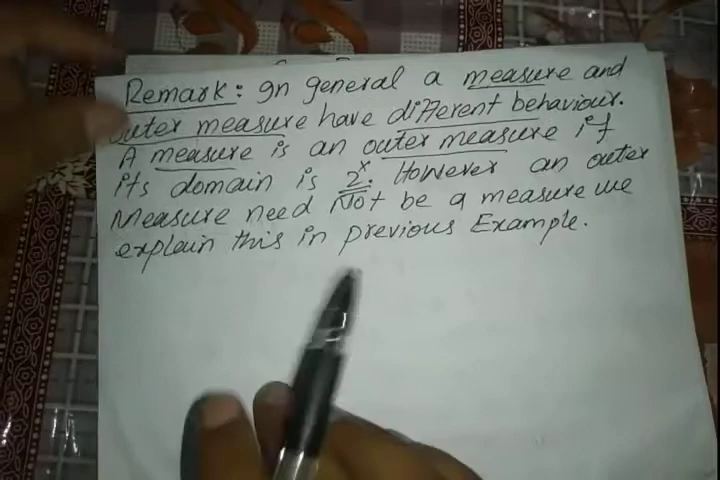 Remark: In general a measure and
outer measure have different behaviour.
A measure is an outer measure if
its domain is 2^x. However an outer
Measure need Not be a measure we
explain this in previous Example.